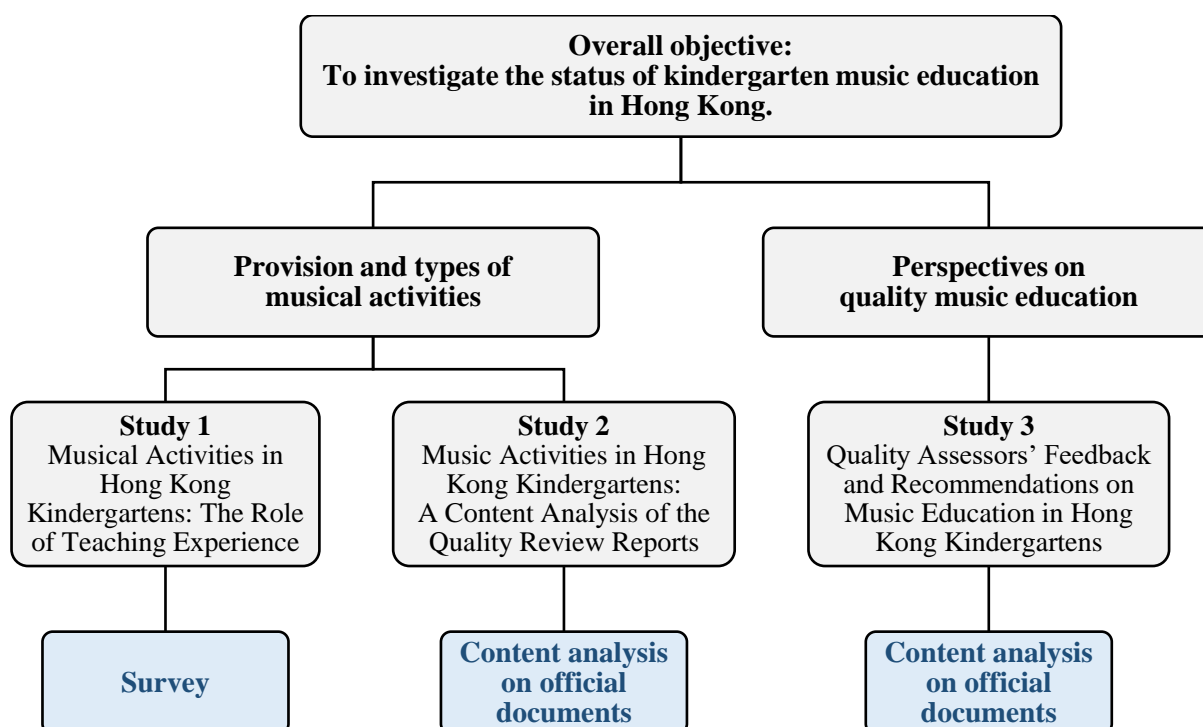 Overall objective:
To investigate the status of kindergarten music education
in Hong Kong.
Provision and types of
musical activities
Perspectives on
quality music education
Study 1
Musical Activities in
Hong Kong
Kindergartens: The Role
of Teaching Experience
Study 2
Music Activities in Hong
Kong Kindergartens:
A Content Analysis of the
Quality Review Reports
Study 3
Quality Assessors’ Feedback
and Recommendations on
Music Education in Hong
Kong Kindergartens
Survey
Content analysis
on official
documents
Content analysis
on official
documents